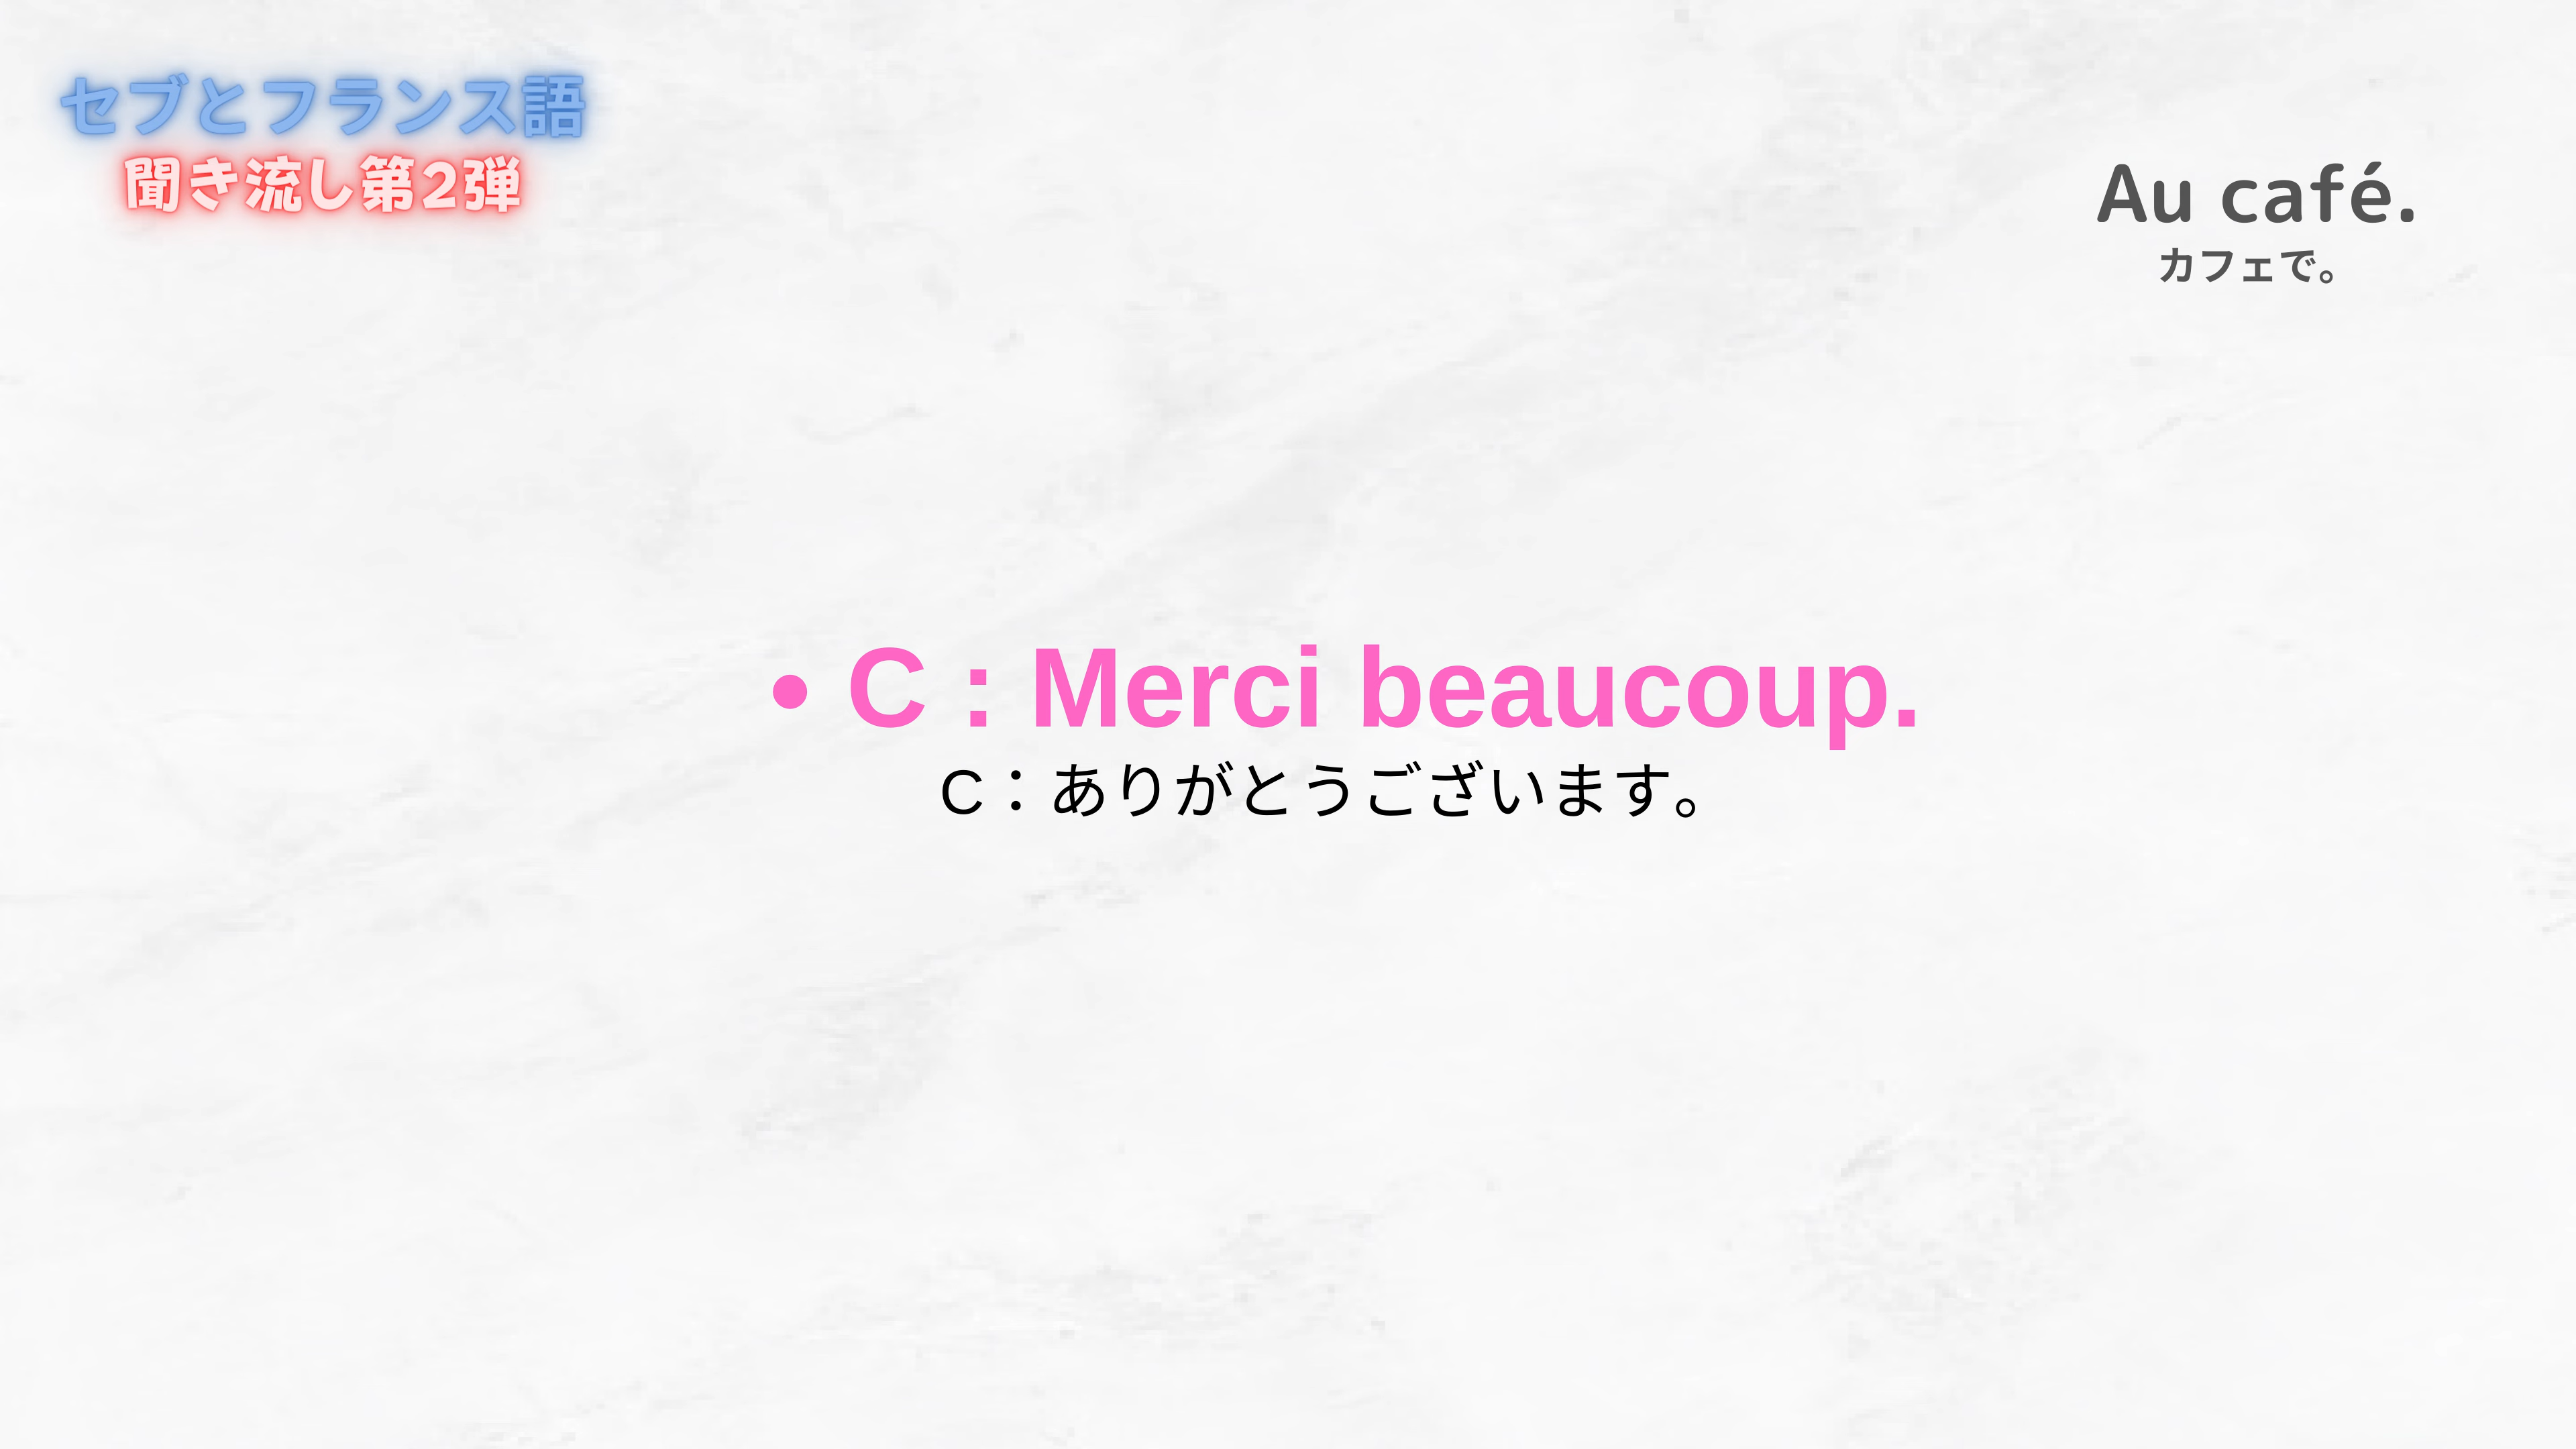 セブとフランス語
聞き流し第2弾
Au café.
カフェで。
• C : Merci beaucoup.
C：ありがとうございます。